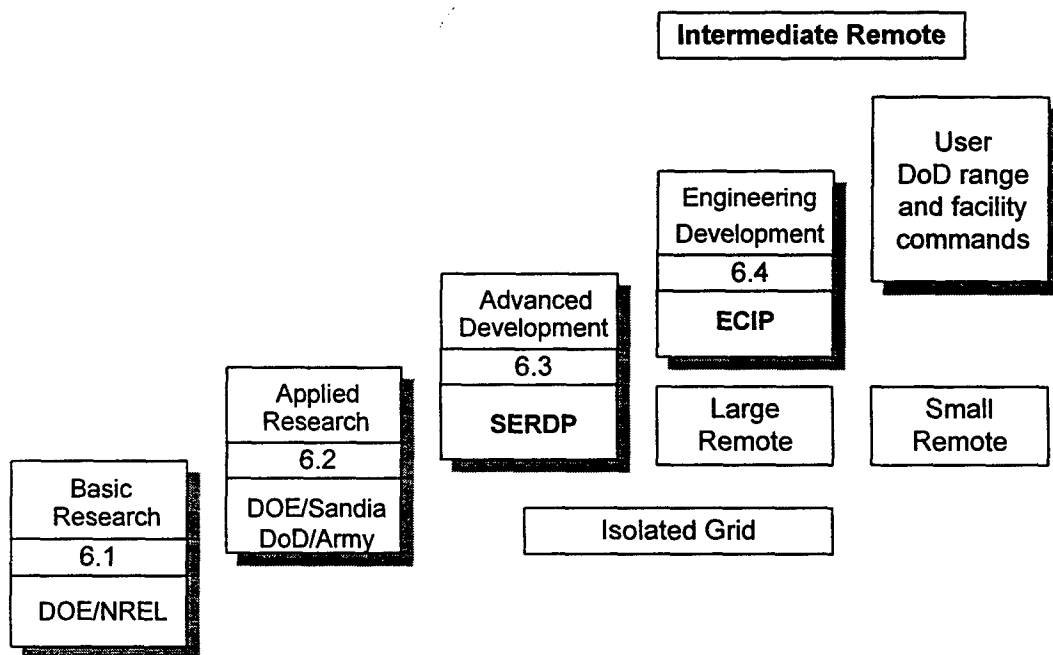 Intermediate Remote
User
DoD range
and facility
commands
Engineering
Development
6.4
ECIP
Advanced
Development
6.3
SERDP
Large
Remote
Small
Remote
Applied
Research
6.2
DOE/Sandia
DoD/Army
Isolated Grid
Basic
Research
6.1
DOE/NREL